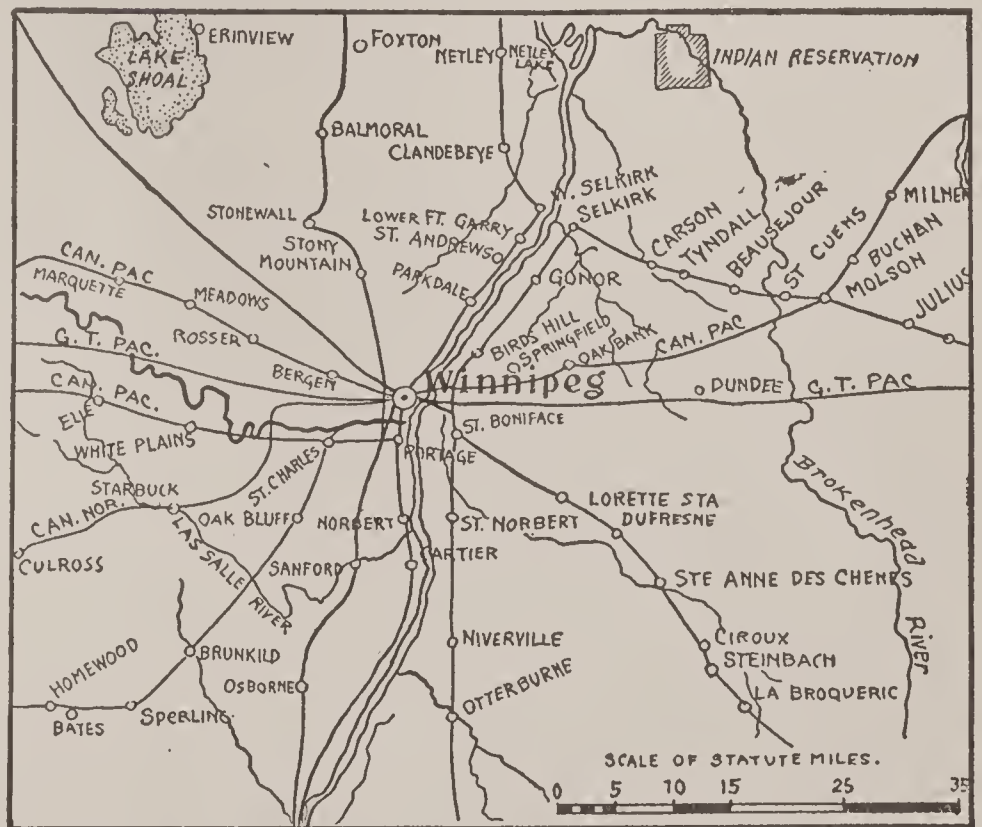 ERINVIEW
LAKE
SHOAL
FOXTON
NETLEY
NETLEY
LAKE
INDIAN RESERVATION
BALMORAL
CLANDEBEYE
STONEWALL
STONY
MOUNTAIN
W. SELKIRK
SELKIRK
LOWER FT. GARRY
ST. ANDREWS
PARKDALE
GONOR
CARSON
TYNDALL
BEAUSEJOUR
ST CUEHS
MILNER
BUCHAN
MOLSON
JULIUS
CAN. PAC
MARQUETTE
MEADOWS
ROSSER
BERGEN
G.T. PAC.
BIRDS HILL
SPRINGFIELD
OAK BANK
CAN. PAC
Winnipeg
DUNDEE
G.T. PAC
CAN. PAC.
ELLE
WHITE PLAINS
ST. CHARLES
PORTAGE
ST. BONIFACE
STARBUCK
CAN. NOR.
OAK BLUFF
NORBERT
ST. NORBERT
LORETTE STA
DUFRESNE
CULROSS
LAS SALLE
RIVER
SANFORD
CARTIER
STE ANNE DES CHENES
Brokenhead
River
HOMEWOOD
BRUNKILD
NIVERVILLE
CIROUX
STEINBACH
LA BROQUERIC
OSBORNE
OTTERBURNE
BATES
Sperling
SCALE OF STATUTE MILES.
0 5 10 15 25 35